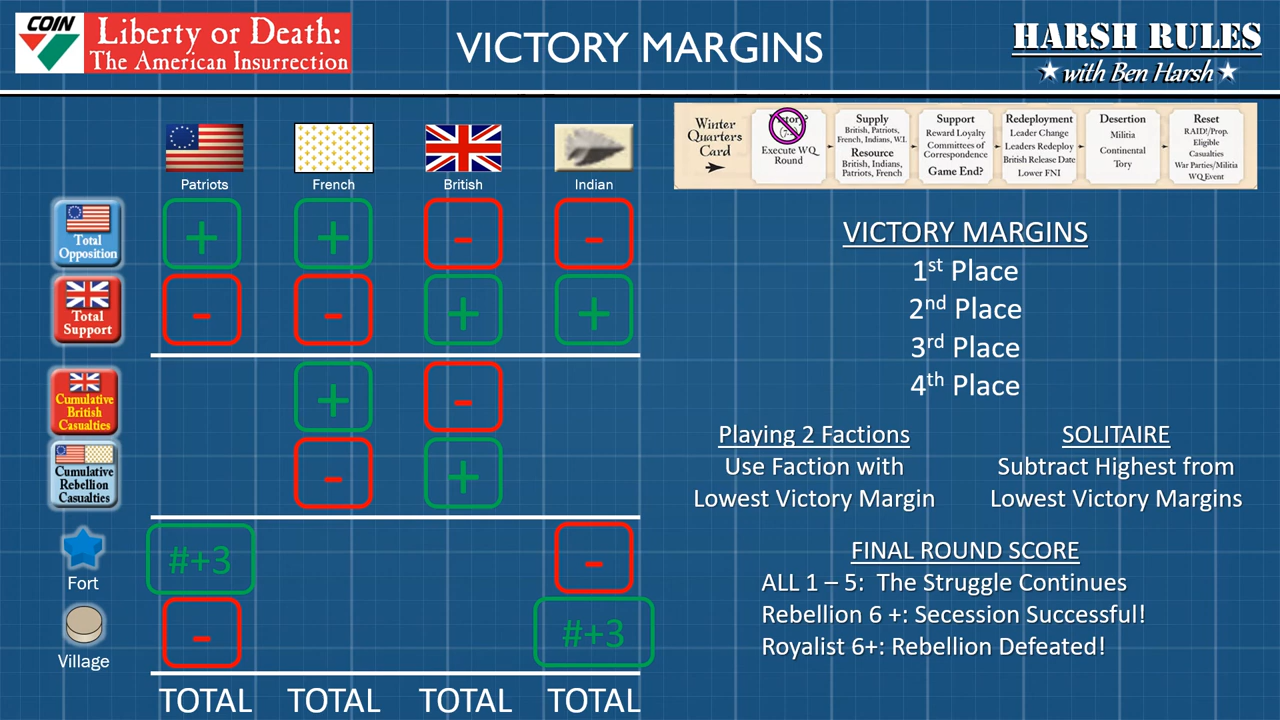 COIN
Liberty or Death:
The American Insurrection
VICTORY MARGINS
HARSH RULES
with Ben Harsh
Patriots
French
British
Indian
Winter
Quarters
Card
Execute WQ
Round
Supply
British, Patriots,
French, Indians, W.I.
Resource
British, Indians,
Patriots, French
Support
Reward Loyalty
Committees of
Correspondence
Game End?
Redeployment
Leader Change
Leaders Redeploy
British Release Date
Lower FNI
Desertion
Militia
Continental
Tory
Reset
RAID!/Prop.
Eligible
Casualties
War Parties/Militia
WQ Event
Total
Opposition
+ + - -
Total
Support
- - + +
Cumulative
British
Casualties
+ -
Cumulative
Rebellion
Casualties
- +
Fort
#+3 -
Village
- #+3
TOTAL TOTAL TOTAL TOTAL
VICTORY MARGINS
1st Place
2nd Place
3rd Place
4th Place
Playing 2 Factions
Use Faction with
Lowest Victory Margin
SOLITAIRE
Subtract Highest from
Lowest Victory Margins
FINAL ROUND SCORE
ALL 1 – 5: The Struggle Continues
Rebellion 6 +: Secession Successful!
Royalist 6+: Rebellion Defeated!